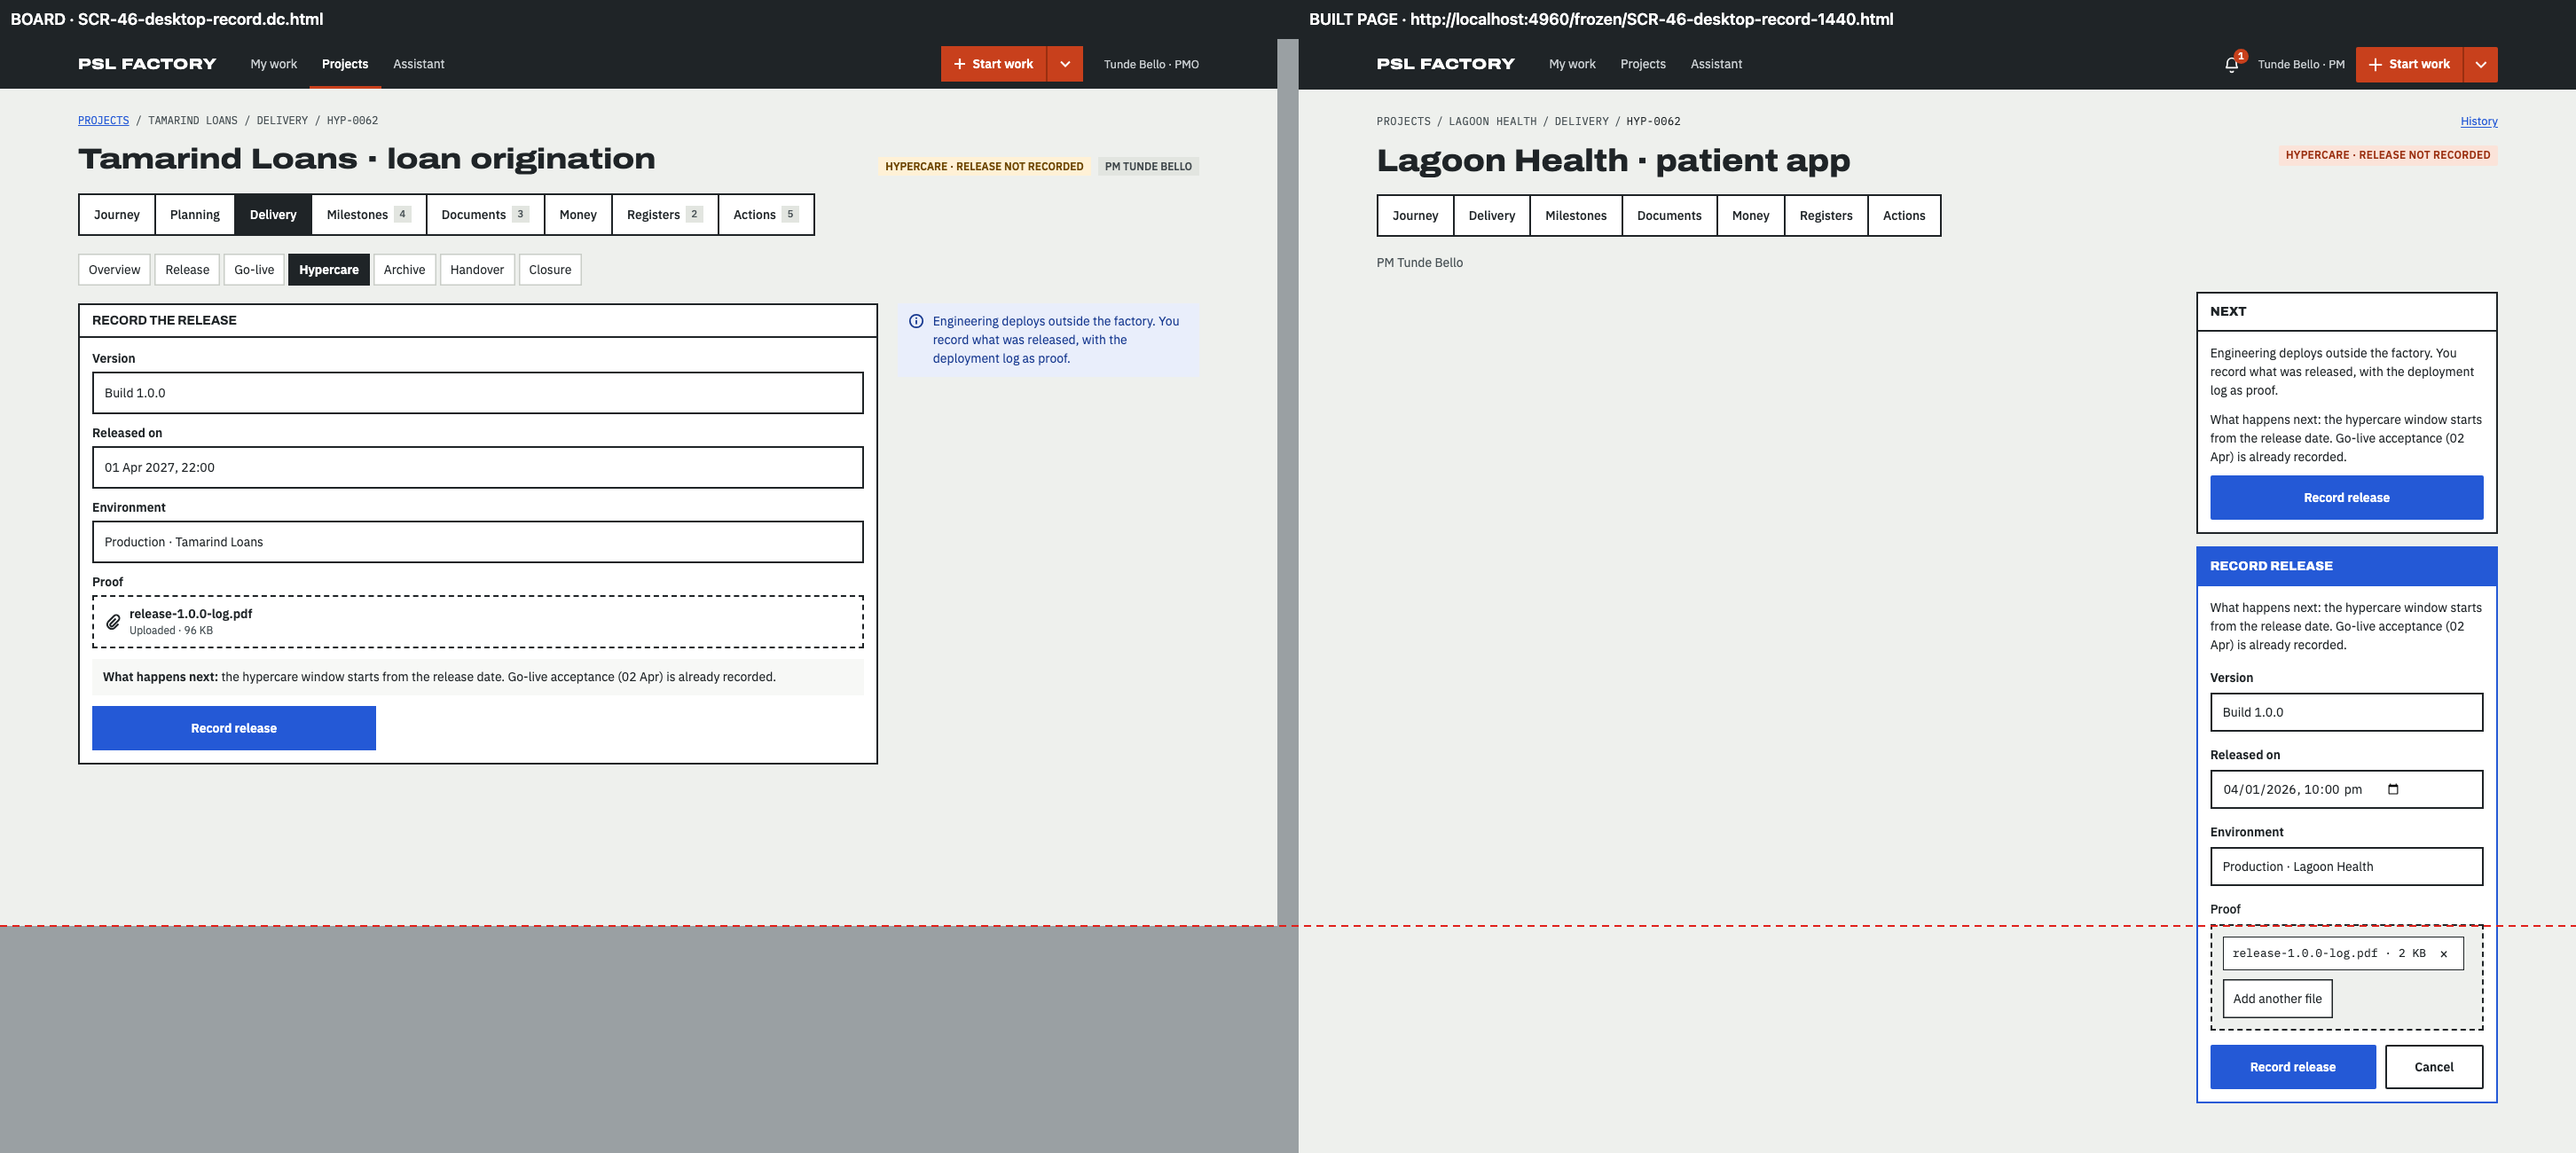 BOARD · SCR-46-desktop-record.dc.html
PSL FACTORY My work Projects Assistant + Start work Tunde Bello · PMO
PROJECTS / TAMARIND LOANS / DELIVERY / HYP-0062
Tamarind Loans · loan origination
HYPERCARE · RELEASE NOT RECORDED PM TUNDE BELLO
Journey Planning Delivery Milestones 4 Documents 3 Money Registers 2 Actions 5
Overview Release Go-live Hypercare Archive Handover Closure
RECORD THE RELEASE
Version
Build 1.0.0
Released on
01 Apr 2027, 22:00
Environment
Production · Tamarind Loans
Proof
release-1.0.0-log.pdf
Uploaded · 96 KB
What happens next: the hypercare window starts from the release date. Go-live acceptance (02 Apr) is already recorded.
Record release
Engineering deploys outside the factory. You
record what was released, with the
deployment log as proof.
BUILT PAGE · http://localhost:4960/frozen/SCR-46-desktop-record-1440.html
PSL FACTORY My work Projects Assistant 1 Tunde Bello · PM + Start work
PROJECTS / LAGOON HEALTH / DELIVERY / HYP-0062 History
Lagoon Health · patient app
HYPERCARE · RELEASE NOT RECORDED
Journey Delivery Milestones Documents Money Registers Actions
PM Tunde Bello
NEXT
Engineering deploys outside the factory. You
record what was released, with the deployment
log as proof.
What happens next: the hypercare window starts
from the release date. Go-live acceptance (02
Apr) is already recorded.
Record release
RECORD RELEASE
What happens next: the hypercare window starts
from the release date. Go-live acceptance (02
Apr) is already recorded.
Version
Build 1.0.0
Released on
04/01/2026, 10:00 pm
Environment
Production · Lagoon Health
Proof
release-1.0.0-log.pdf · 2 KB ×
Add another file
Record release Cancel